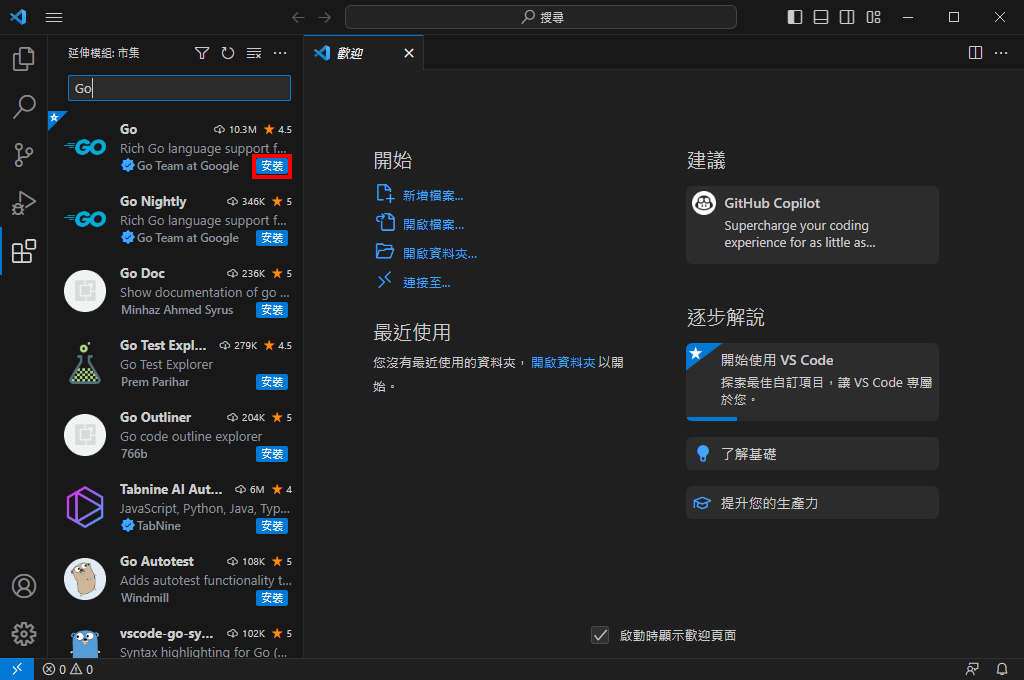 搜尋
延伸模組: 市集
Go
Go 10.3M 4.5
Rich Go language support f...
Go Team at Google 安裝
Go Nightly 346K 5
Rich Go language support f...
Go Team at Google 安裝
Go Doc 236K 5
Show documentation of go ...
Minhaz Ahmed Syrus 安裝
Go Test Expl... 279K 4.5
Go Test Explorer
Prem Parihar 安裝
Go Outliner 204K 5
Go code outline explorer
766b 安裝
Tabnine AI Aut... 6M 4
JavaScript, Python, Java, Typ...
TabNine 安裝
Go Autotest 108K 5
Adds autotest functionality t...
Windmill 安裝
vscode-go-sy... 102K 5
Syntax highlighting for Go (...
歡迎
開始
新增檔案...
開啟檔案...
開啟資料夾...
連接至...
最近使用
您沒有最近使用的資料夾，開啟資料夾以開
始。
建議
GitHub Copilot
Supercharge your coding
experience for as little as...
逐步解說
開始使用 VS Code
探索最佳自訂項目，讓 VS Code 專屬
於您。
了解基礎
提升您的生產力
啟動時顯示歡迎頁面
0 0